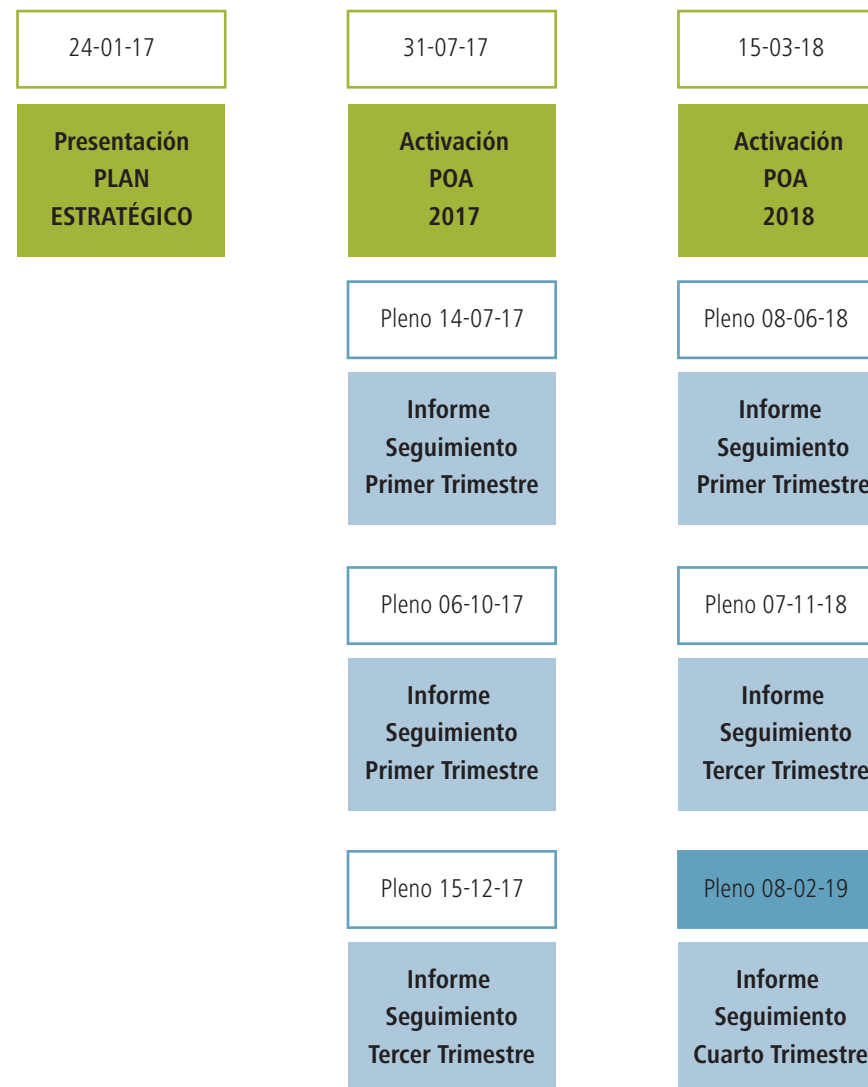 24-01-17
Presentación
PLAN
ESTRATÉGICO
31-07-17
Activación
POA
2017
Pleno 14-07-17
Informe
Seguimiento
Primer Trimestre
Pleno 06-10-17
Informe
Seguimiento
Primer Trimestre
Pleno 15-12-17
Informe
Seguimiento
Tercer Trimestre
15-03-18
Activación
POA
2018
Pleno 08-06-18
Informe
Seguimiento
Primer Trimestre
Pleno 07-11-18
Informe
Seguimiento
Tercer Trimestre
Pleno 08-02-19
Informe
Seguimiento
Cuarto Trimestre